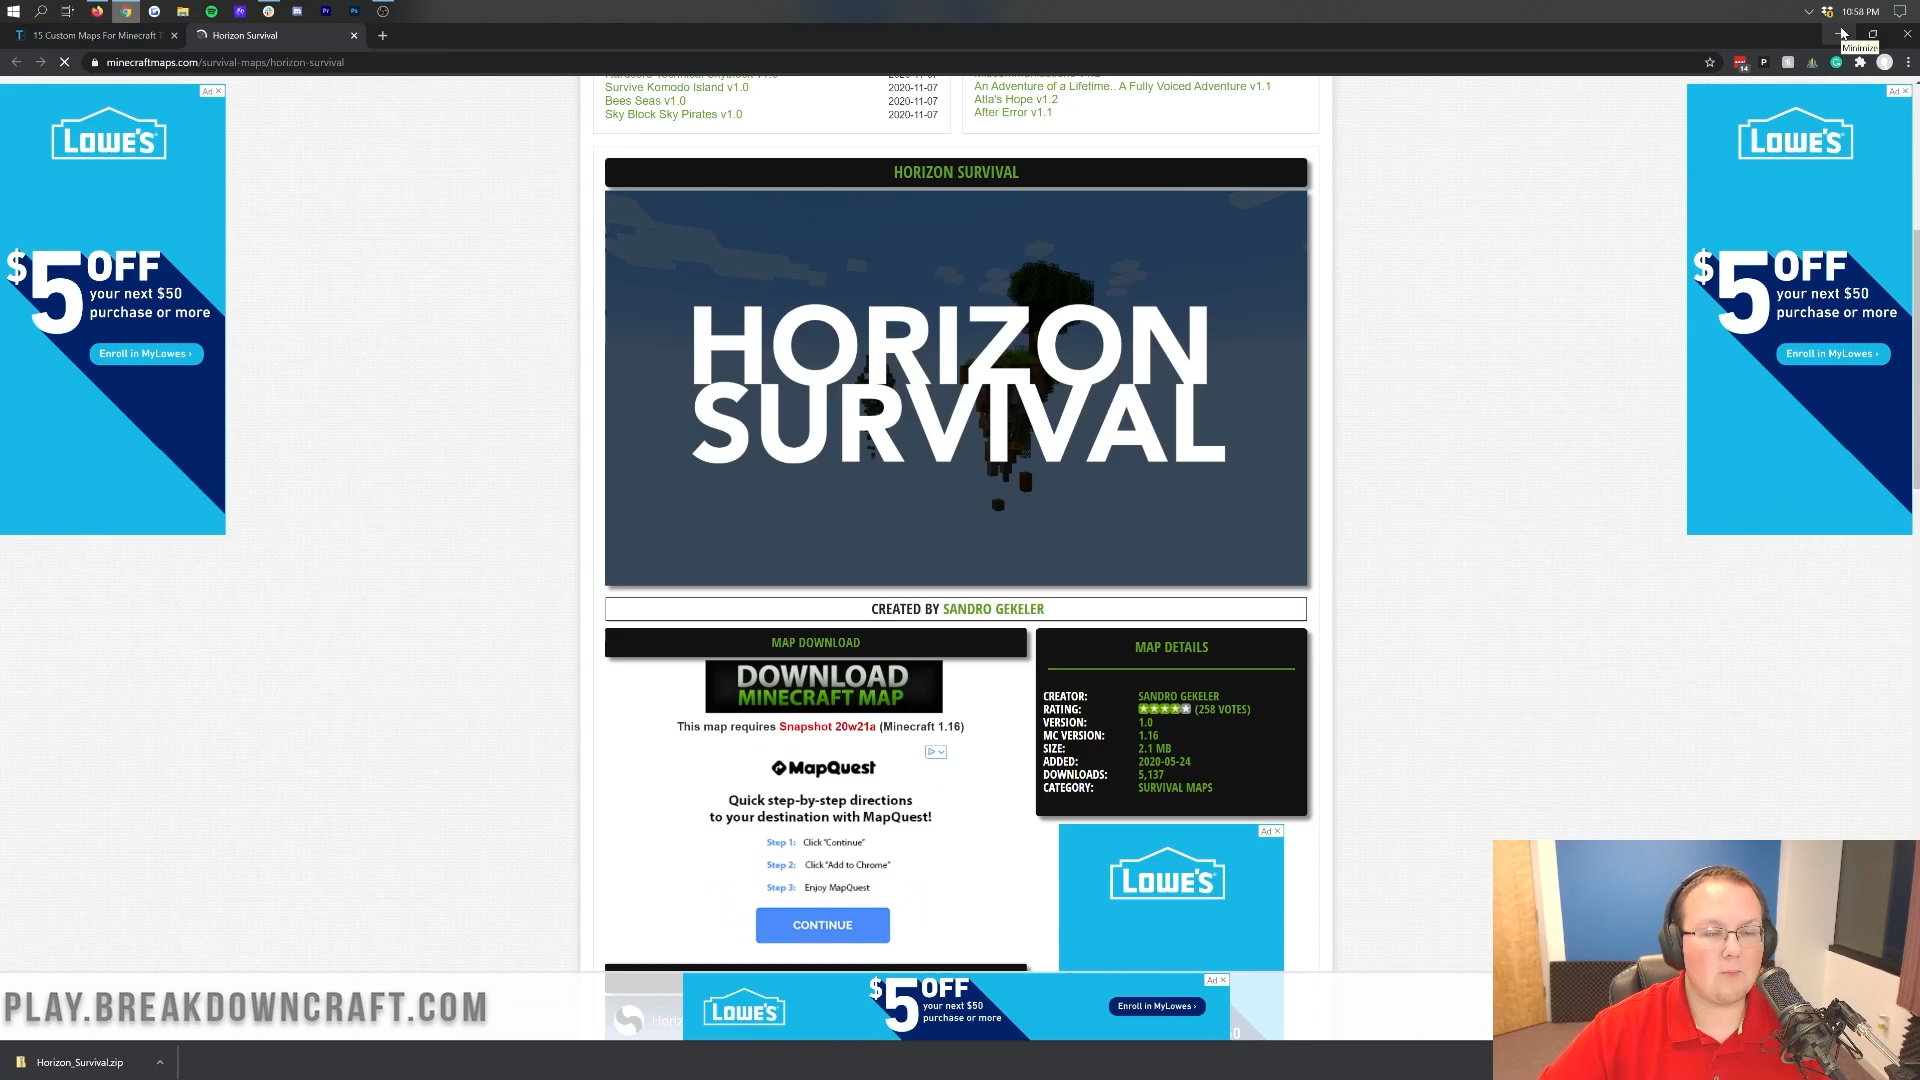 10:58 PM
15 Custom Maps For Minecraft T
Horizon Survival
Minimize
minecraftmaps.com/survival-maps/horizon-survival
14
Survive Komodo Island v1.0 2020-11-07
Bees Seas v1.0 2020-11-07
Sky Block Sky Pirates v1.0 2020-11-07
An Adventure of a Lifetime.. A Fully Voiced Adventure v1.1
Atla's Hope v1.2
After Error v1.1
Ad
LOWE'S
$5 OFF
your next $50
purchase or more
Enroll in MyLowes ›
Ad
LOWE'S
$5 OFF
your next $50
purchase or more
Enroll in MyLowes ›
HORIZON SURVIVAL
HORIZON
SURVIVAL
CREATED BY SANDRO GEKELER
MAP DOWNLOAD
DOWNLOAD
MINECRAFT MAP
This map requires Snapshot 20w21a (Minecraft 1.16)
MapQuest
Quick step-by-step directions
to your destination with MapQuest!
Step 1: Click "Continue"
Step 2: Click "Add to Chrome"
Step 3: Enjoy MapQuest
CONTINUE
MAP DETAILS
CREATOR: SANDRO GEKELER
RATING: (258 VOTES)
VERSION: 1.0
MC VERSION: 1.16
SIZE: 2.1 MB
ADDED: 2020-05-24
DOWNLOADS: 5,137
CATEGORY: SURVIVAL MAPS
Ad
LOWE'S
Ad
LOWE'S
$5 OFF
your next $50
purchase or more
Enroll in MyLowes ›
Horiz
PLAY.BREAKDOWNCRAFT.COM
Horizon_Survival.zip